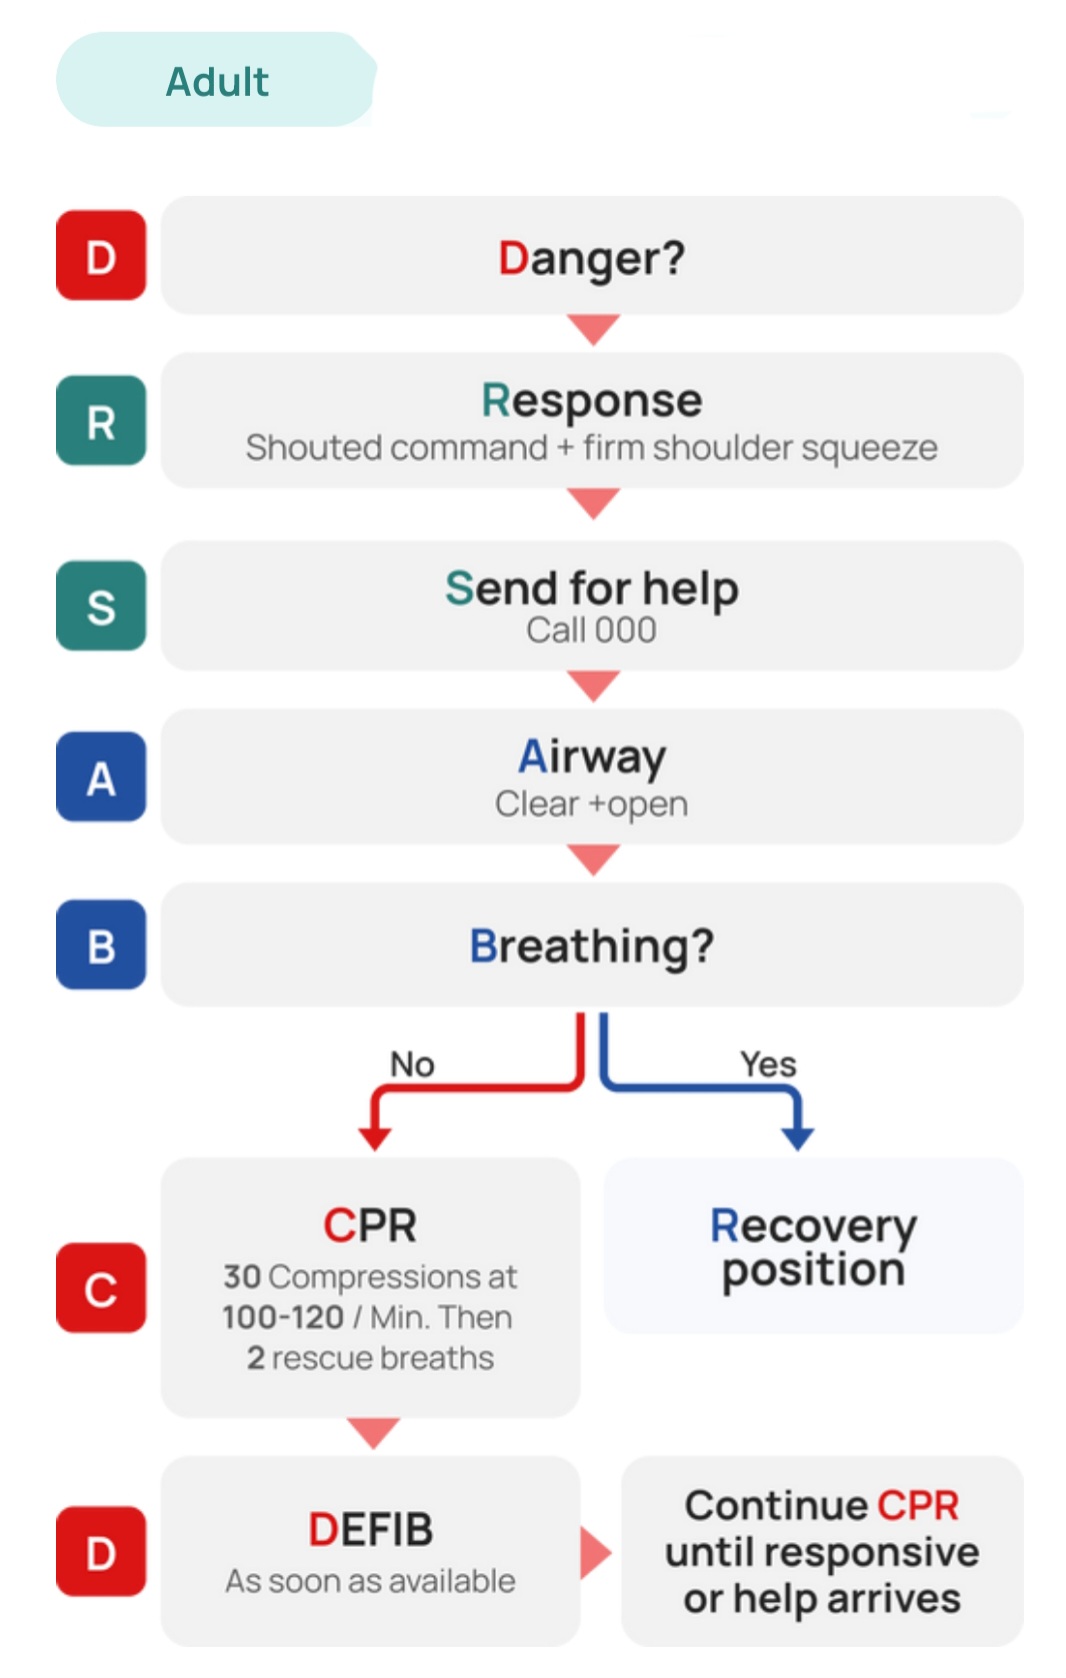 Adult
D
Danger?
R
Response
Shouted command + firm shoulder squeeze
S
Send for help
Call 000
A
Airway
Clear +open
B
Breathing?
No
Yes
C
CPR
30 Compressions at
100-120 / Min. Then
2 rescue breaths
Recovery
position
D
DEFIB
As soon as available
Continue CPR
until responsive
or help arrives